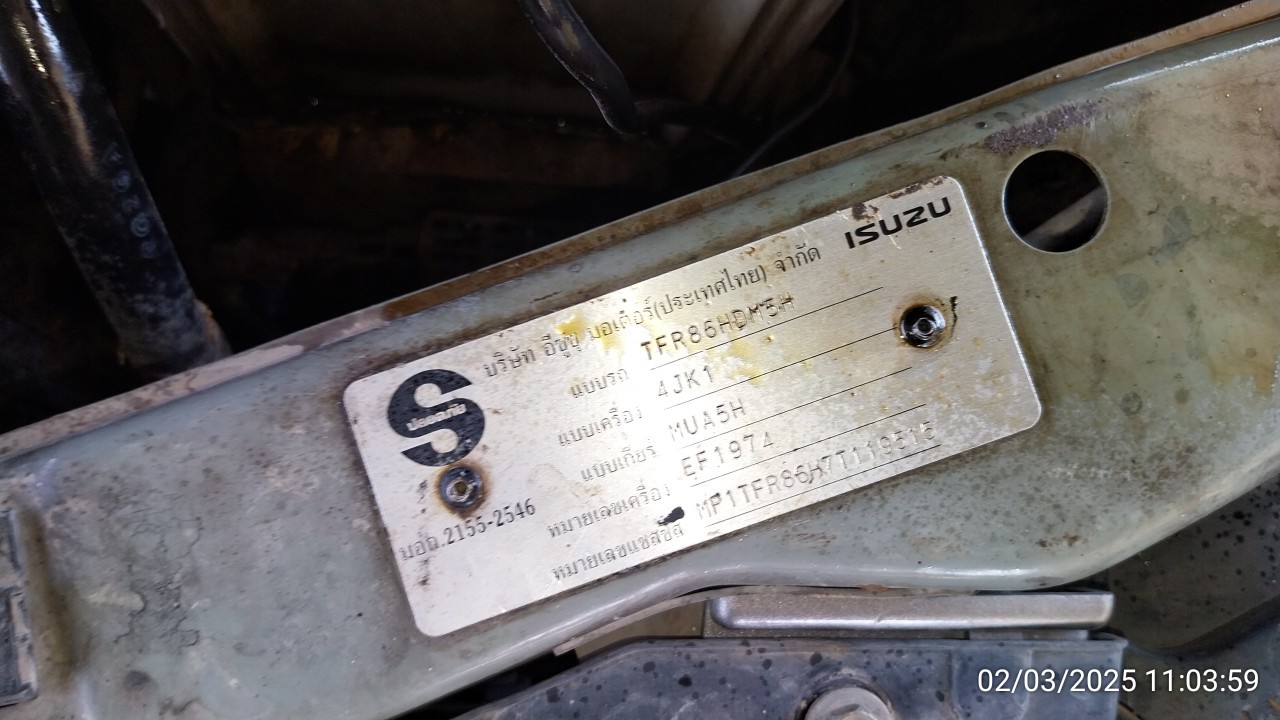 ISUZU
บริษัท อีซูซุ มอเตอร์(ประเทศไทย) จำกัด
แบบรถ TFR86HDM5H
แบบเครื่อง 4JK1
แบบเกียร์ MUA5H
หมายเลขเครื่อง EF1974
หมายเลขแชสซีส์ MP1TFR86H7T119515
มอก.2155-2546
02/03/2025 11:03:59